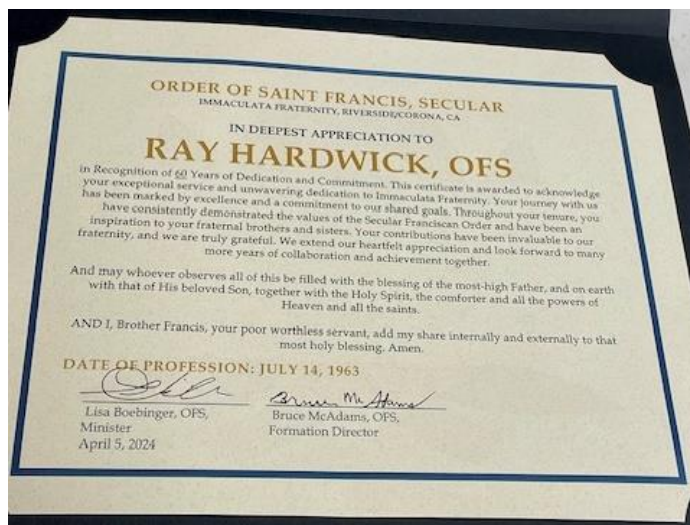 ORDER OF SAINT FRANCIS, SECULAR
IMMACULATA FRATERNITY, RIVERSIDE/CORONA, CA
IN DEEPEST APPRECIATION TO
RAY HARDWICK, OFS
in Recognition of 60 Years of Dedication and Commitment. This certificate is awarded to acknowledge
your exceptional service and unwavering dedication to Immaculata Fraternity. Your journey with us
has been marked by excellence and a commitment to our shared goals. Throughout your tenure, you
have consistently demonstrated the values of the Secular Franciscan Order and have been an
inspiration to your fraternal brothers and sisters. Your contributions have been invaluable to our
fraternity, and we are truly grateful. We extend our heartfelt appreciation and look forward to many
more years of collaboration and achievement together.
And may whoever observes all of this be filled with the blessing of the most-high Father, and on earth
with that of His beloved Son, together with the Holy Spirit, the comforter and all the powers of
Heaven and all the saints.
AND I, Brother Francis, your poor worthless servant, add my share internally and externally to that
most holy blessing. Amen.
DATE OF PROFESSION: JULY 14, 1963
Bruce McAdams
Lisa Boebinger, OFS,
Minister
April 5, 2024
Bruce McAdams, OFS,
Formation Director